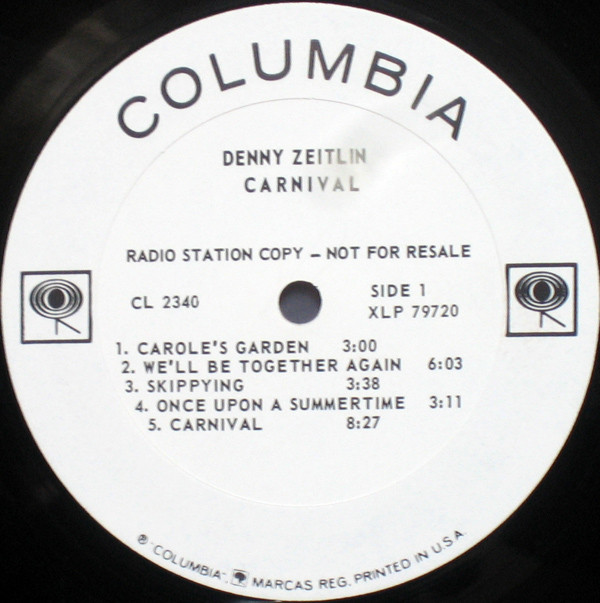 COLUMBIA
DENNY ZEITLIN
CARNIVAL
RADIO STATION COPY – NOT FOR RESALE
CL 2340
SIDE 1
XLP 79720
1. CAROLE'S GARDEN 3:00
2. WE'LL BE TOGETHER AGAIN 6:03
3. SKIPPYING 3:38
4. ONCE UPON A SUMMERTIME 3:11
5. CARNIVAL 8:27
® "COLUMBIA", MARCAS REG. PRINTED IN U.S.A.